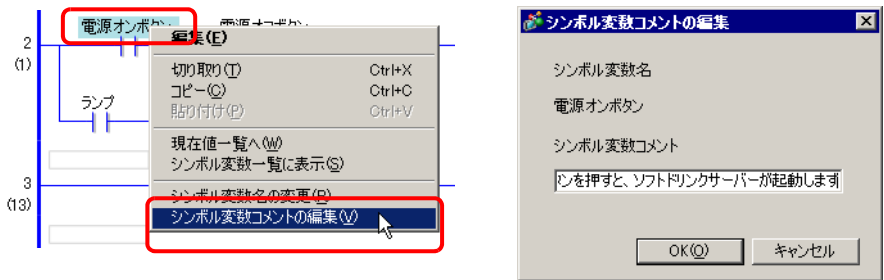 電源オンボタン
2
(1)
ランプ
3
(13)
編集(E)
切り取り(T) Ctrl+X
コピー(C) Ctrl+C
貼り付け(P) Ctrl+V
現在値一覧へ(W)
シンボル変数一覧に表示(S)
シンボル変数名の変更(R)
シンボル変数コメントの編集(V)
シンボル変数コメントの編集
シンボル変数名
電源オンボタン
シンボル変数コメント
ンを押すと、ソフトドリンクサーバーが起動します
OK(O) キャンセル